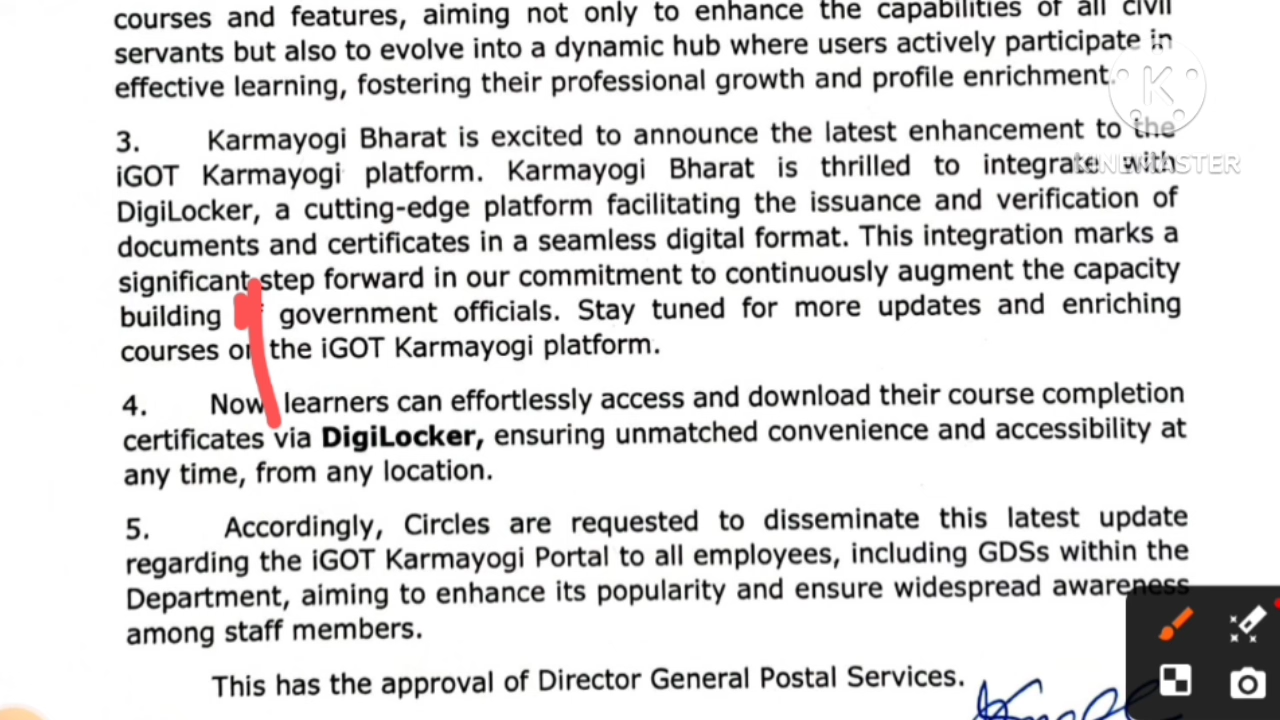 courses and features, aiming not only to enhance the capabilities of all civil
servants but also to evolve into a dynamic hub where users actively participate in
effective learning, fostering their professional growth and profile enrichment.
3. Karmayogi Bharat is excited to announce the latest enhancement to the
iGOT Karmayogi platform. Karmayogi Bharat is thrilled to integrate with
DigiLocker, a cutting-edge platform facilitating the issuance and verification of
documents and certificates in a seamless digital format. This integration marks a
significant step forward in our commitment to continuously augment the capacity
building government officials. Stay tuned for more updates and enriching
courses on the iGOT Karmayogi platform.
4. Now learners can effortlessly access and download their course completion
certificates via DigiLocker, ensuring unmatched convenience and accessibility at
any time, from any location.
5. Accordingly, Circles are requested to disseminate this latest update
regarding the iGOT Karmayogi Portal to all employees, including GDSs within the
Department, aiming to enhance its popularity and ensure widespread awareness
among staff members.
This has the approval of Director General Postal Services.
K
KINEMASTER